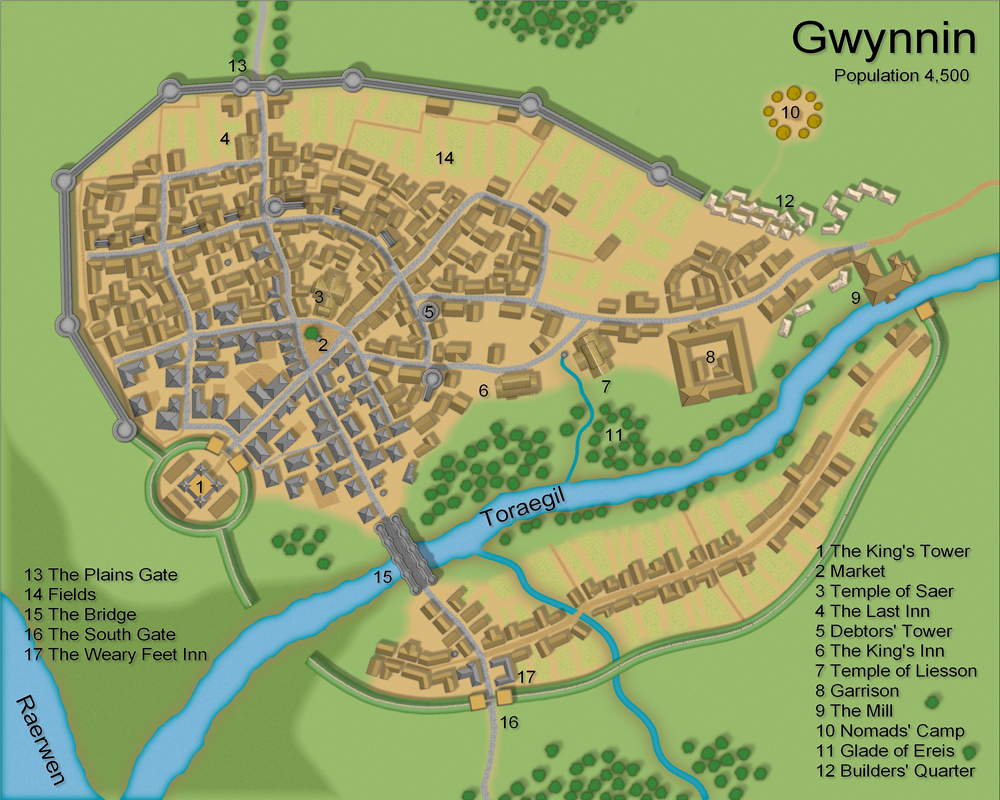 Gwynnin
Population 4,500
13
10
4
14
12
3
9
5
2
8
6
7
11
1
Toraegil
15
17
16
13 The Plains Gate
14 Fields
15 The Bridge
16 The South Gate
17 The Weary Feet Inn
Raerwen
1 The King's Tower
2 Market
3 Temple of Saer
4 The Last Inn
5 Debtors' Tower
6 The King's Inn
7 Temple of Liesson
8 Garrison
9 The Mill
10 Nomads' Camp
11 Glade of Ereis
12 Builders' Quarter